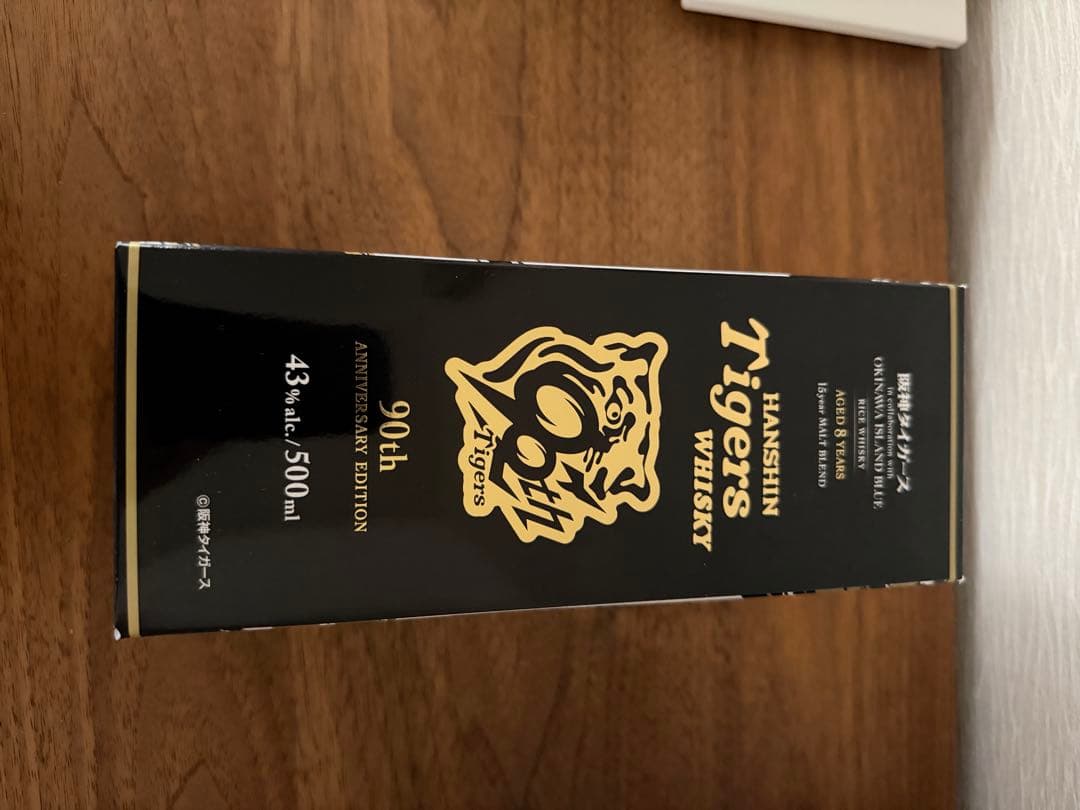 阪神タイガース
in collaboration with
OKINAWA ISLAND BLUE
RICE WHISKY
AGED 8 YEARS
15year MALT BLEND
HANSHIN
Tigers
WHISKY
90th
Tigers
90th
ANNIVERSARY EDITION
43%alc./500ml
©阪神タイガース